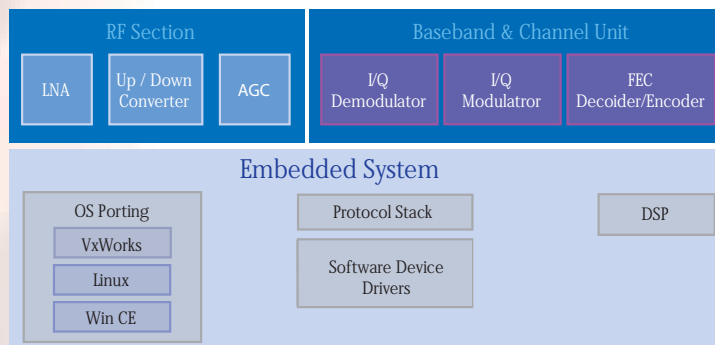 RF Section
Baseband & Channel Unit
LNA
Up / Down
Converter
AGC
I/Q
Demodulator
I/Q
Modulatror
FEC
Decoider/Encoder
Embedded System
OS Porting
VxWorks
Linux
Win CE
Protocol Stack
Software Device
Drivers
DSP